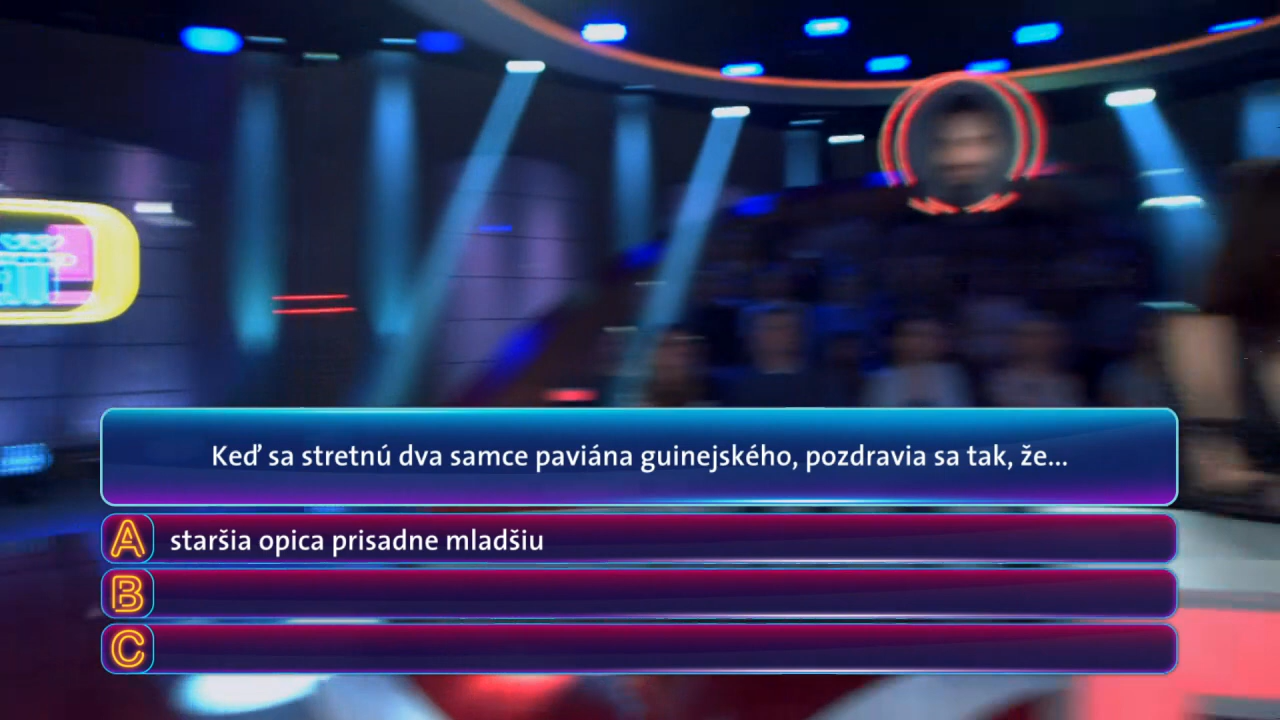 Keď sa stretnú dva samce paviána guinejského, pozdravia sa tak, že...
A staršia opica prisadne mladšiu
B
C